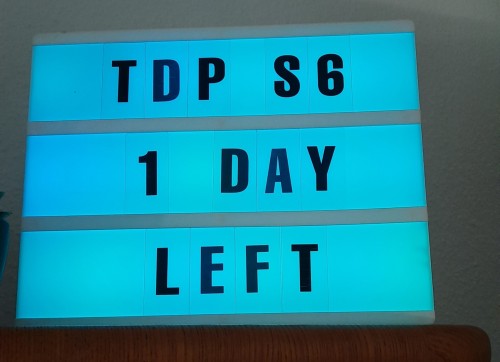 TDP S6
1 DAY
LEFT